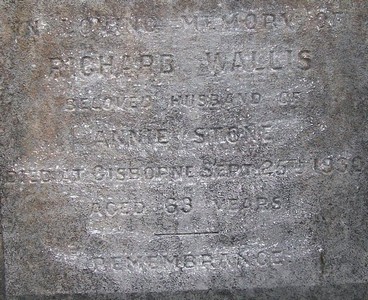 IN LOVING MEMORY OF
RICHARD WALLIS
BELOVED HUSBAND OF
ANNIE STONE
DIED AT GISBORNE SEPT. 25TH
AGED 63 YEARS
REMEMBRANCE